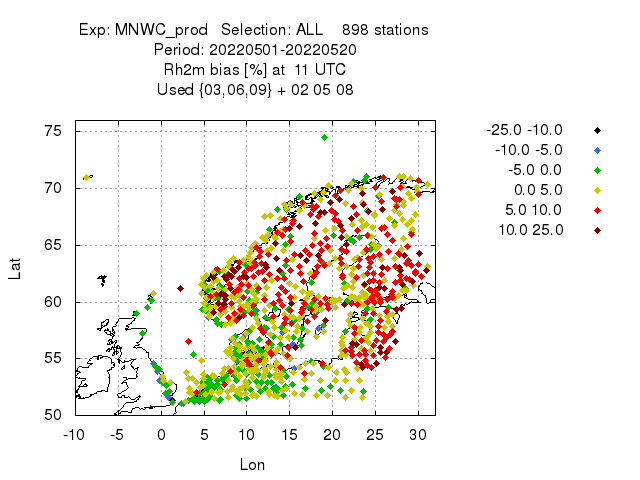 Exp: MNWC_prod   Selection: ALL    898 stations
Period: 20220501-20220520
Rh2m bias [%] at  11 UTC
Used {03,06,09} + 02 05 08
-25.0 -10.0
-10.0 -5.0
-5.0 0.0
0.0 5.0
5.0 10.0
10.0 25.0
Lat
75
70
65
60
55
50
-10 -5 0 5 10 15 20 25 30
Lon